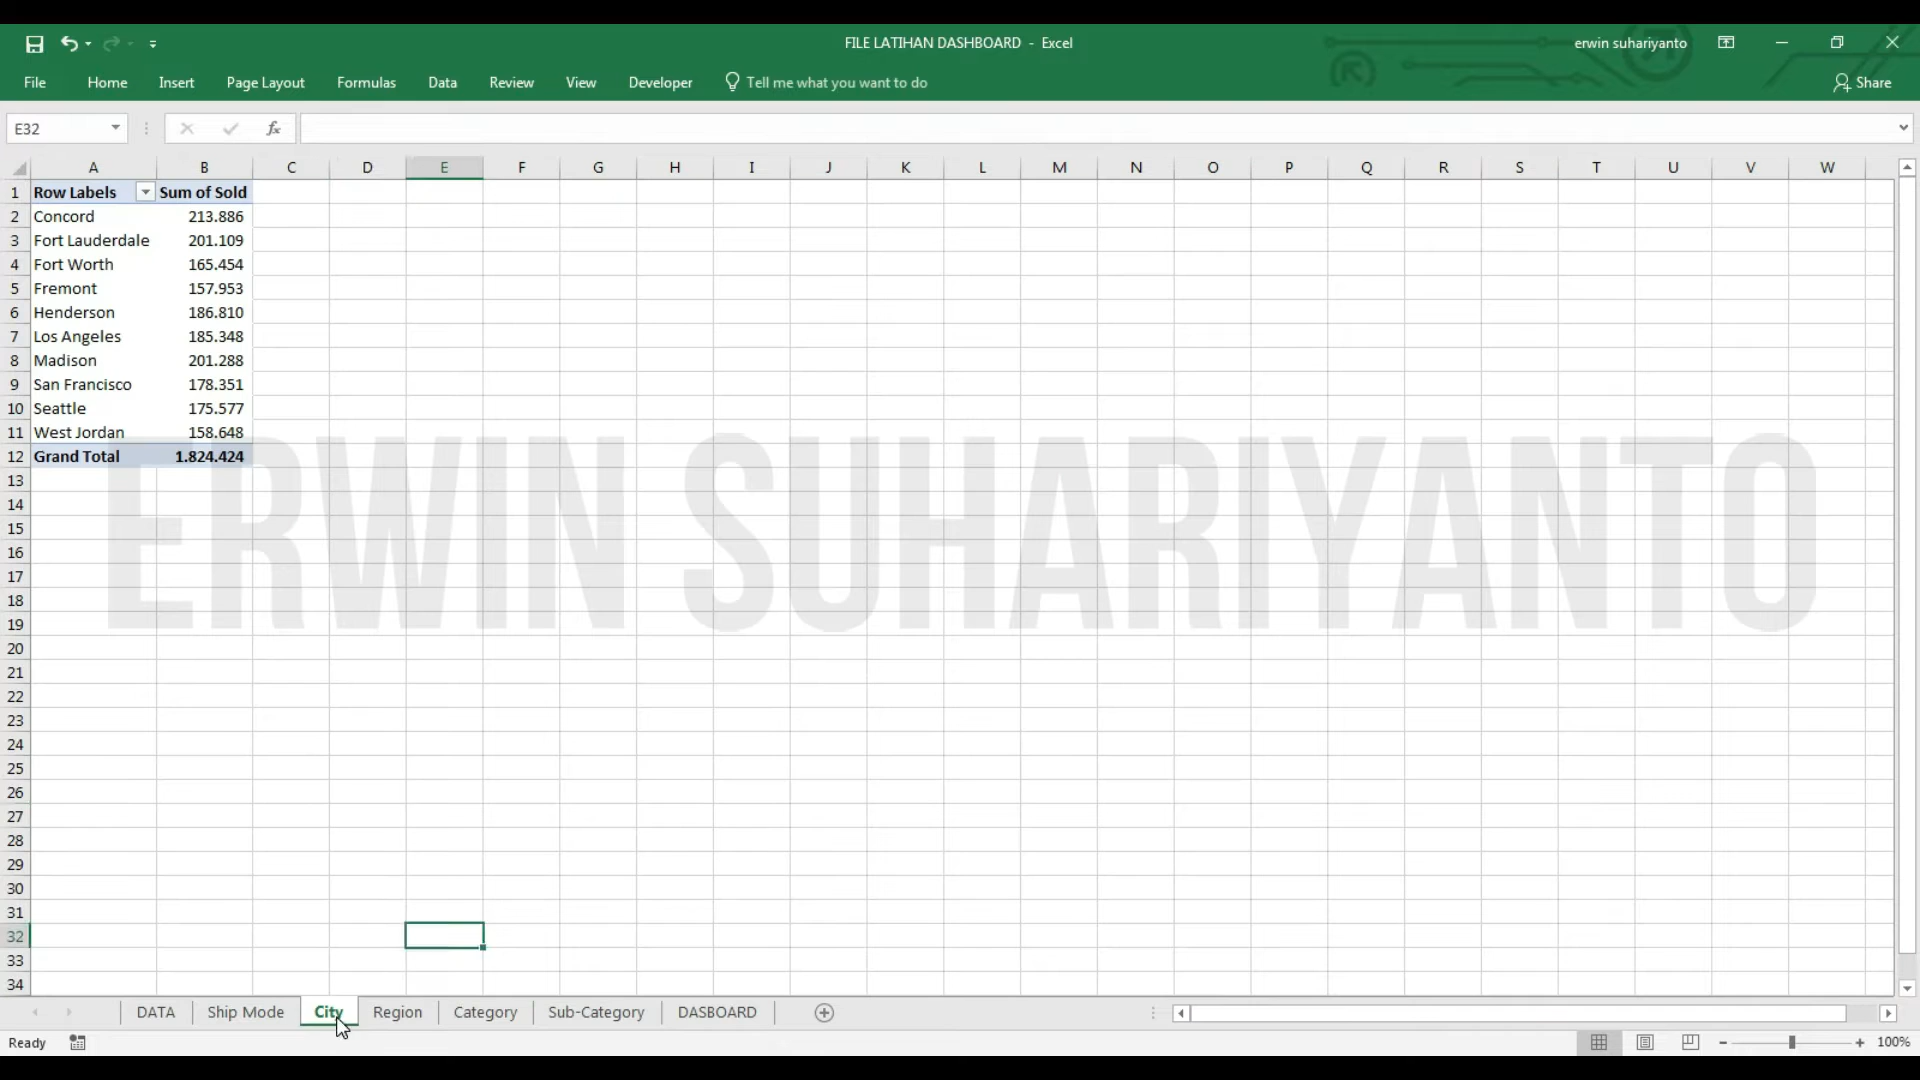 FILE LATIHAN DASHBOARD - Excel
erwin suhariyanto
File Home Insert Page Layout Formulas Data Review View Developer Tell me what you want to do Share
E32 fx
A B C D E F G H I J K L M N O P Q R S T U V W
1 Row Labels Sum of Sold
2 Concord 213.886
3 Fort Lauderdale 201.109
4 Fort Worth 165.454
5 Fremont 157.953
6 Henderson 186.810
7 Los Angeles 185.348
8 Madison 201.288
9 San Francisco 178.351
10 Seattle 175.577
11 West Jordan 158.648
12 Grand Total 1.824.424
13
14
15
16
ERWIN SUHARIYANTO
17
18
19
20
21
22
23
24
25
26
27
28
29
30
31
32
33
34
DATA Ship Mode City Region Category Sub-Category DASBOARD
Ready 100%